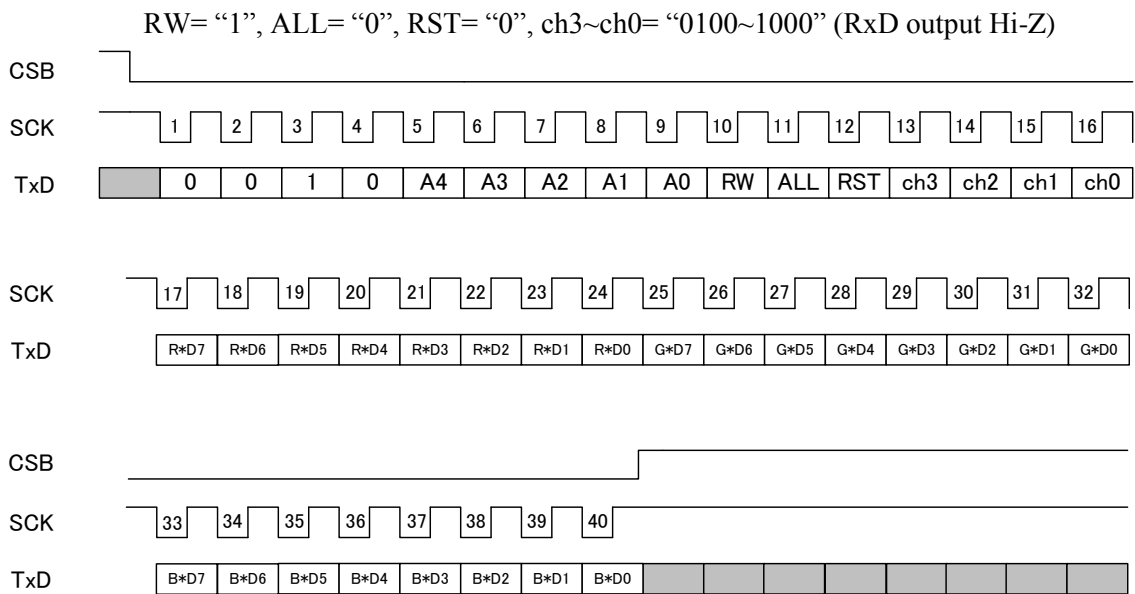 RW= “1”, ALL= “0”, RST= “0”, ch3~ch0= “0100~1000” (RxD output Hi-Z)
CSB
SCK 1 2 3 4 5 6 7 8 9 10 11 12 13 14 15 16
TxD 0 0 1 0 A4 A3 A2 A1 A0 RW ALL RST ch3 ch2 ch1 ch0
SCK 17 18 19 20 21 22 23 24 25 26 27 28 29 30 31 32
TxD R*D7 R*D6 R*D5 R*D4 R*D3 R*D2 R*D1 R*D0 G*D7 G*D6 G*D5 G*D4 G*D3 G*D2 G*D1 G*D0
CSB
SCK 33 34 35 36 37 38 39 40
TxD B*D7 B*D6 B*D5 B*D4 B*D3 B*D2 B*D1 B*D0